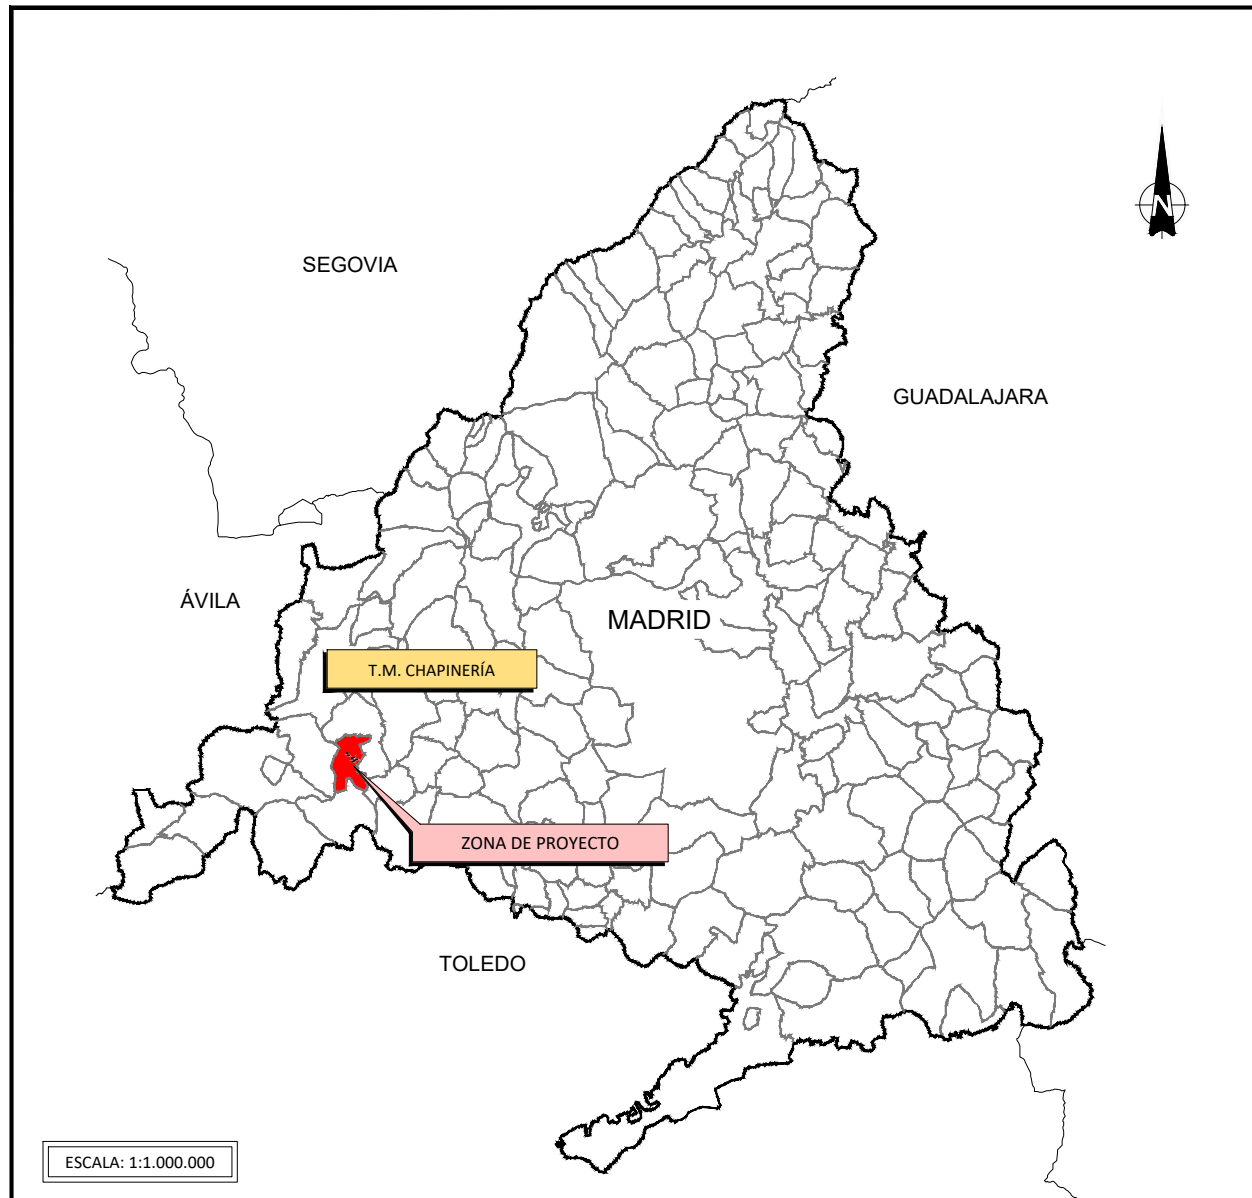 N
SEGOVIA
GUADALAJARA
ÁVILA
MADRID
T.M. CHAPINERÍA
ZONA DE PROYECTO
TOLEDO
ESCALA: 1:1.000.000